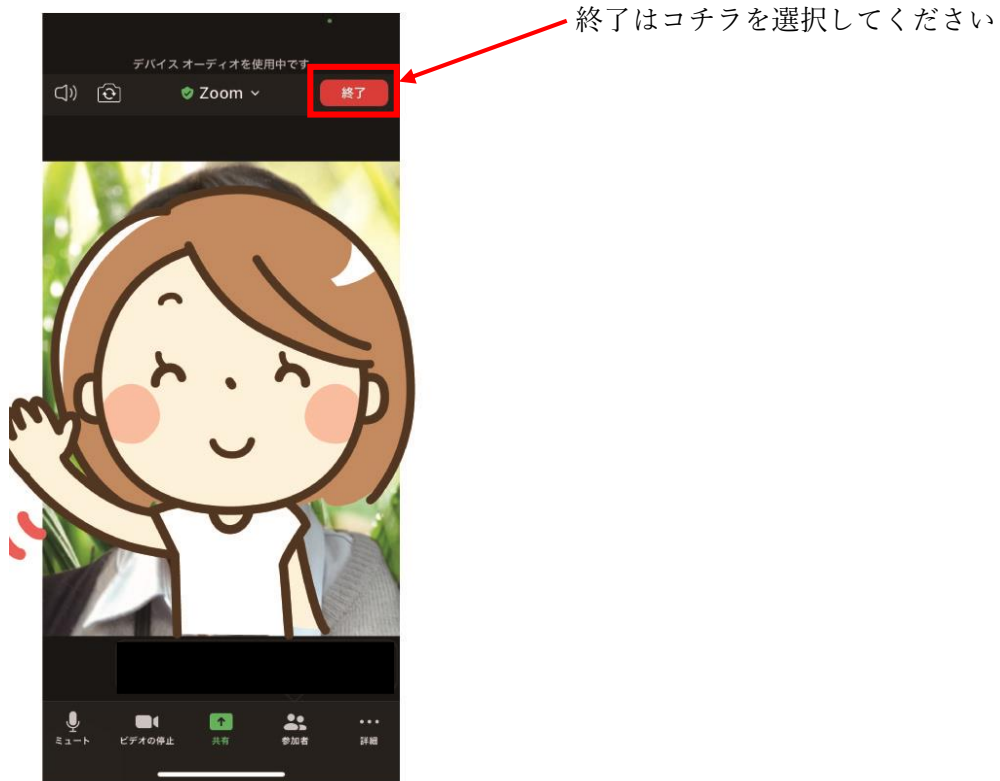 終了はコチラを選択してください
デバイス オーディオを使用中です
Zoom
終了
ミュート
ビデオの停止
共有
参加者
詳細